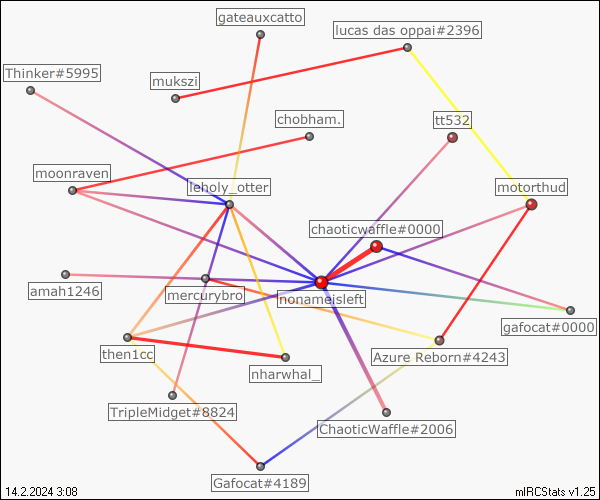 gateauxcatto
lucas das oppai#2396
Thinker#5995
mukszi
chobham.
tt532
moonraven
leholy_otter
motorthud
chaoticwaffle#0000
amah1246
mercurybro
nonameisleft
gafocat#0000
then1cc
nharwhal_
Azure Reborn#4243
TripleMidget#8824
ChaoticWaffle#2006
Gafocat#4189
14.2.2024 3:08
mIRCStats v1.25